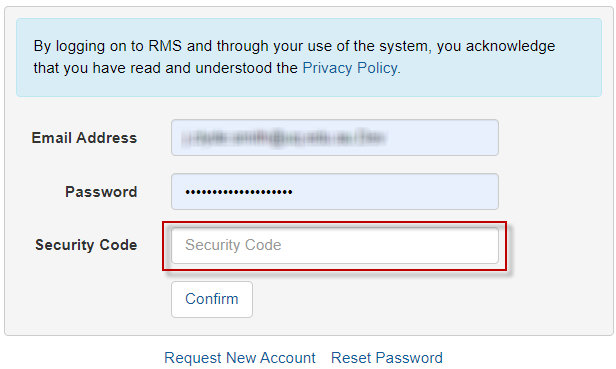 By logging on to RMS and through your use of the system, you acknowledge
that you have read and understood the Privacy Policy.
Email Address
Password ••••••••••••••••••••
Security Code Security Code
Confirm
Request New Account Reset Password